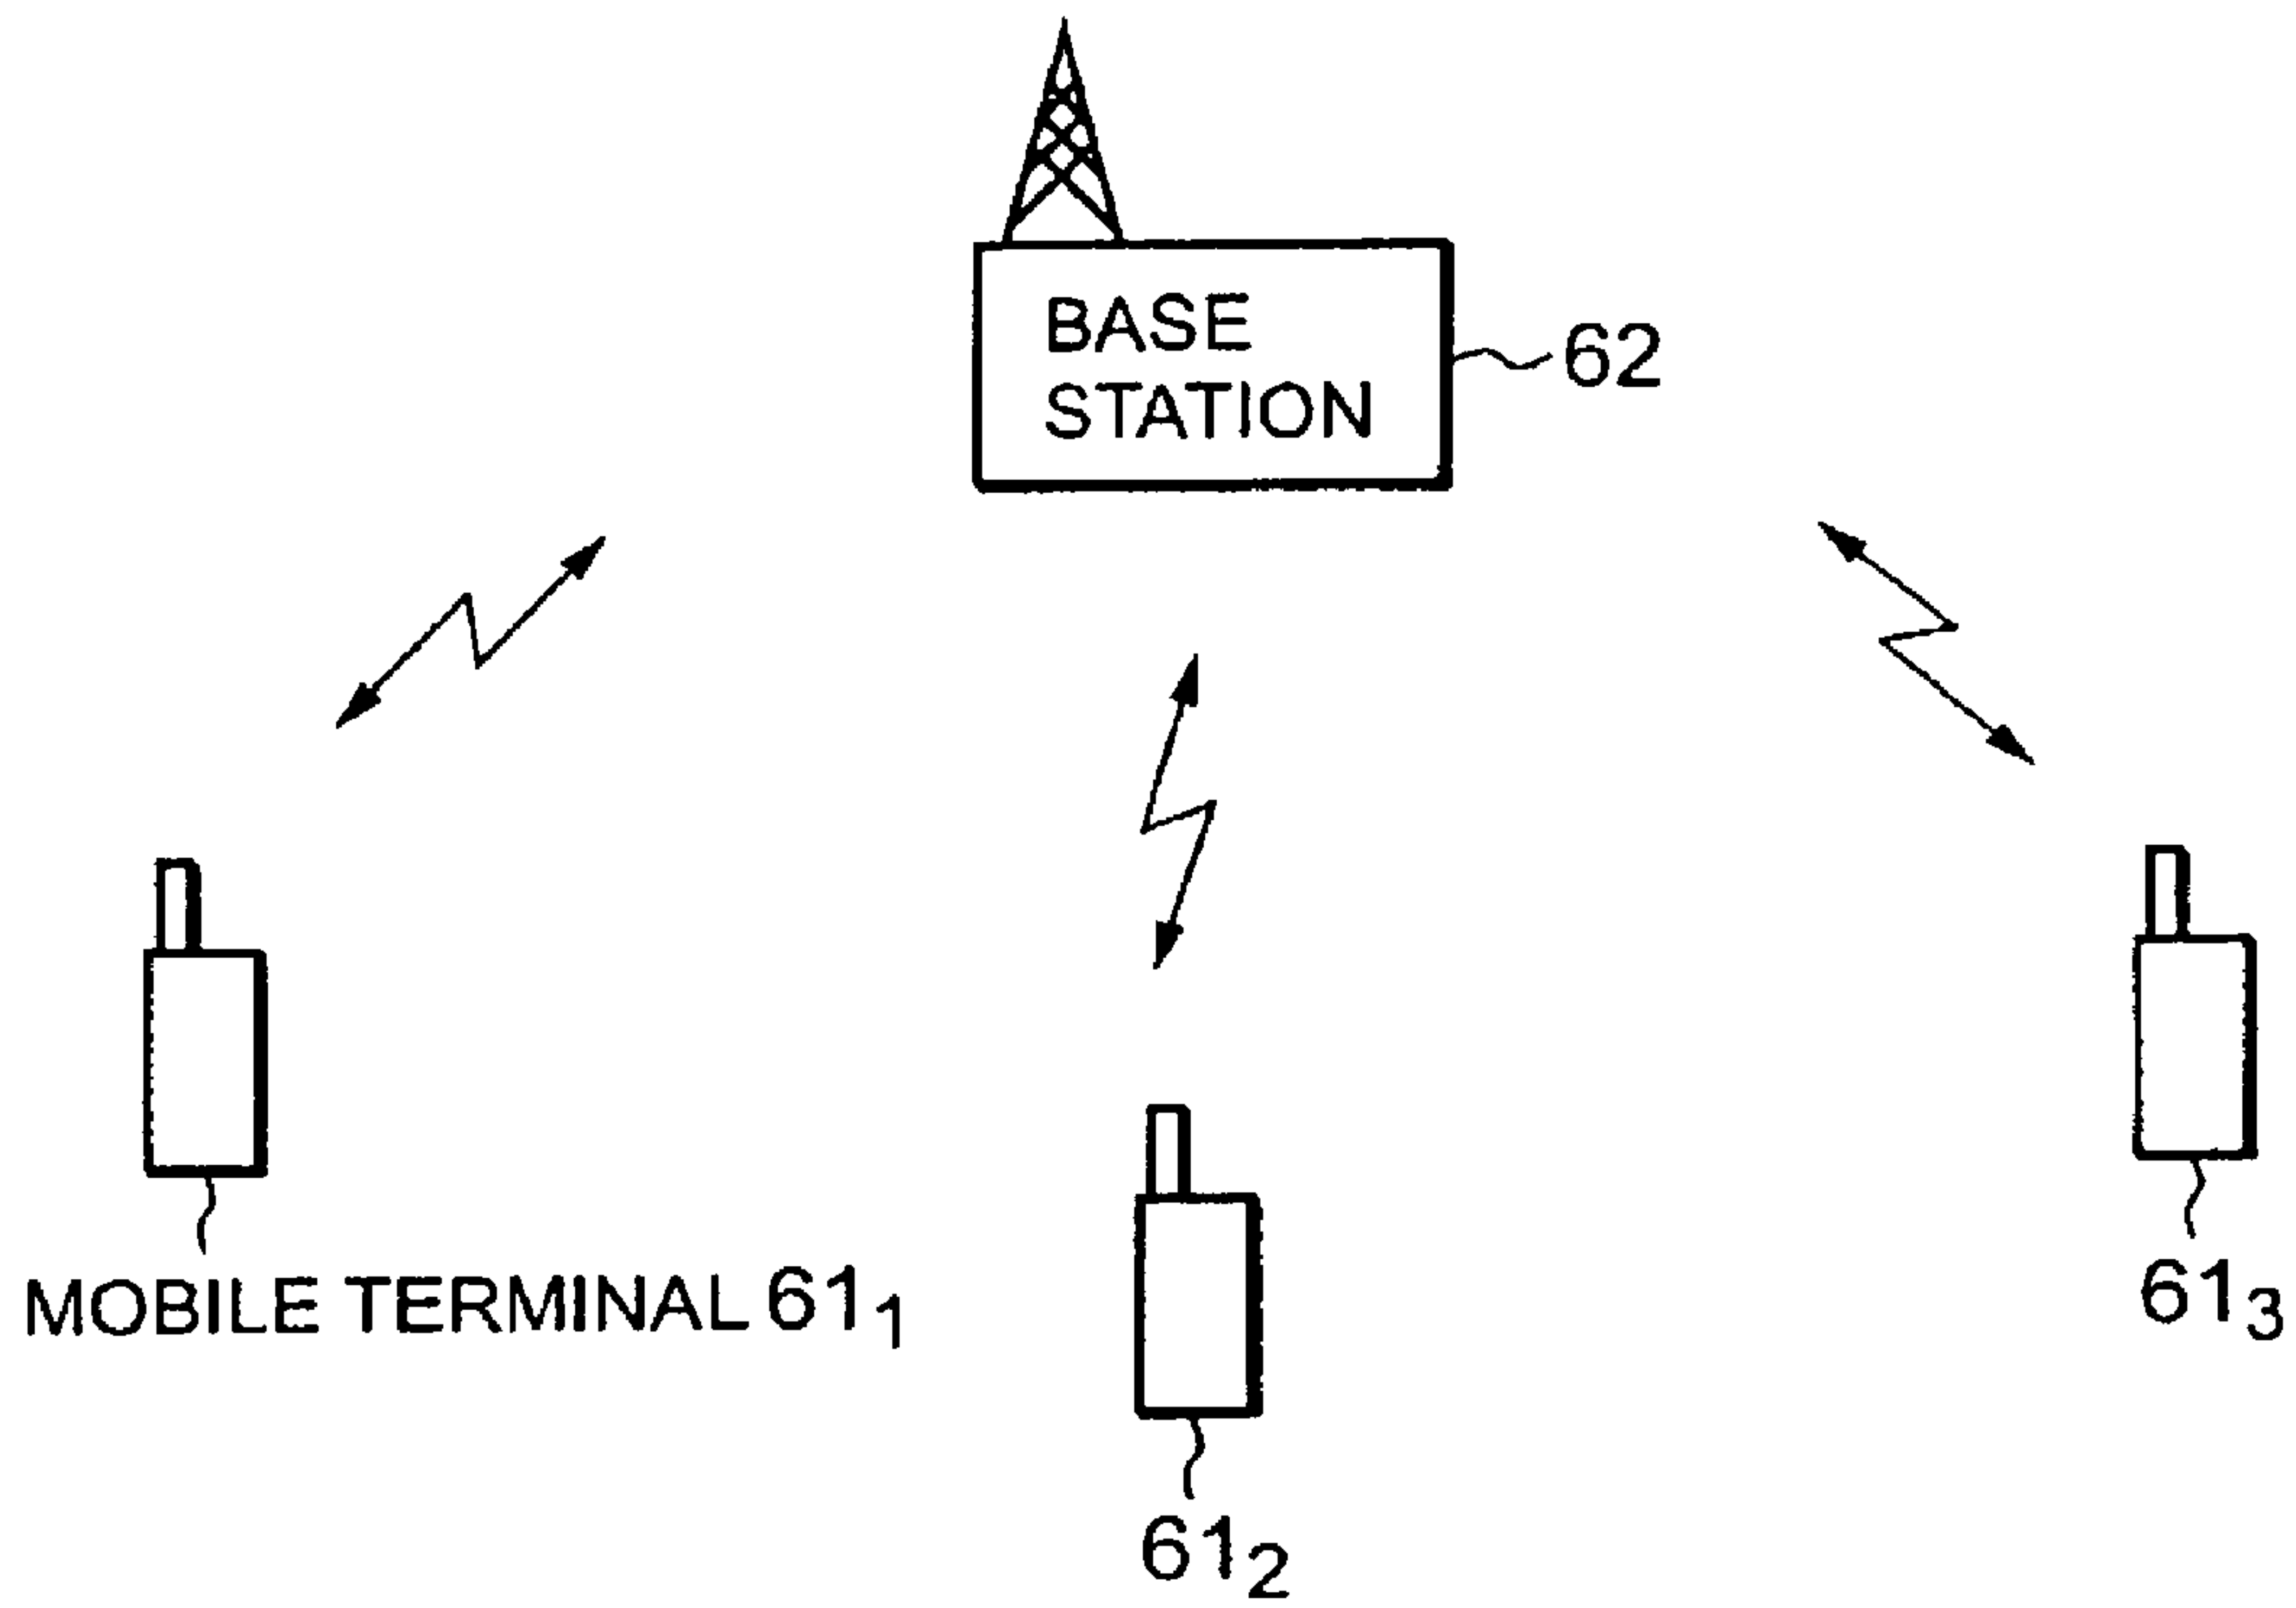 BASE
STATION
62
MOBILE TERMINAL 61₁
61₂
61₃